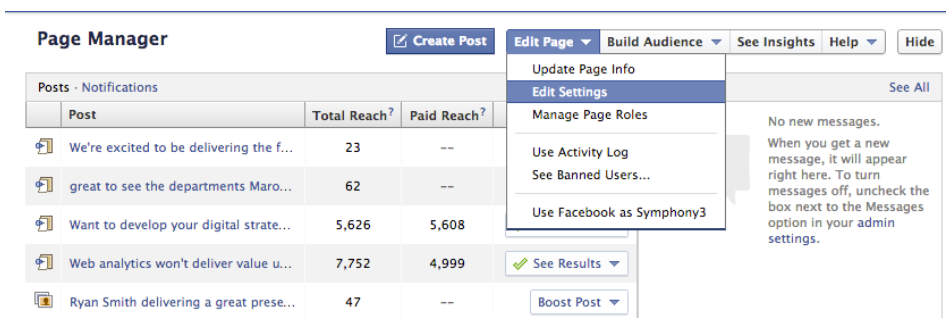 Page Manager
Create Post
Edit Page
Build Audience
See Insights
Help
Hide
Update Page Info
Edit Settings
Manage Page Roles
Use Activity Log
See Banned Users...
Use Facebook as Symphony3
Posts · Notifications
See All
Post Total Reach? Paid Reach?
We're excited to be delivering the f... 23 --
great to see the departments Maro... 62 --
Want to develop your digital strate... 5,626 5,608
Web analytics won't deliver value u... 7,752 4,999 See Results
Ryan Smith delivering a great prese... 47 -- Boost Post
No new messages.
When you get a new
message, it will appear
right here. To turn
messages off, uncheck the
box next to the Messages
option in your admin
settings.